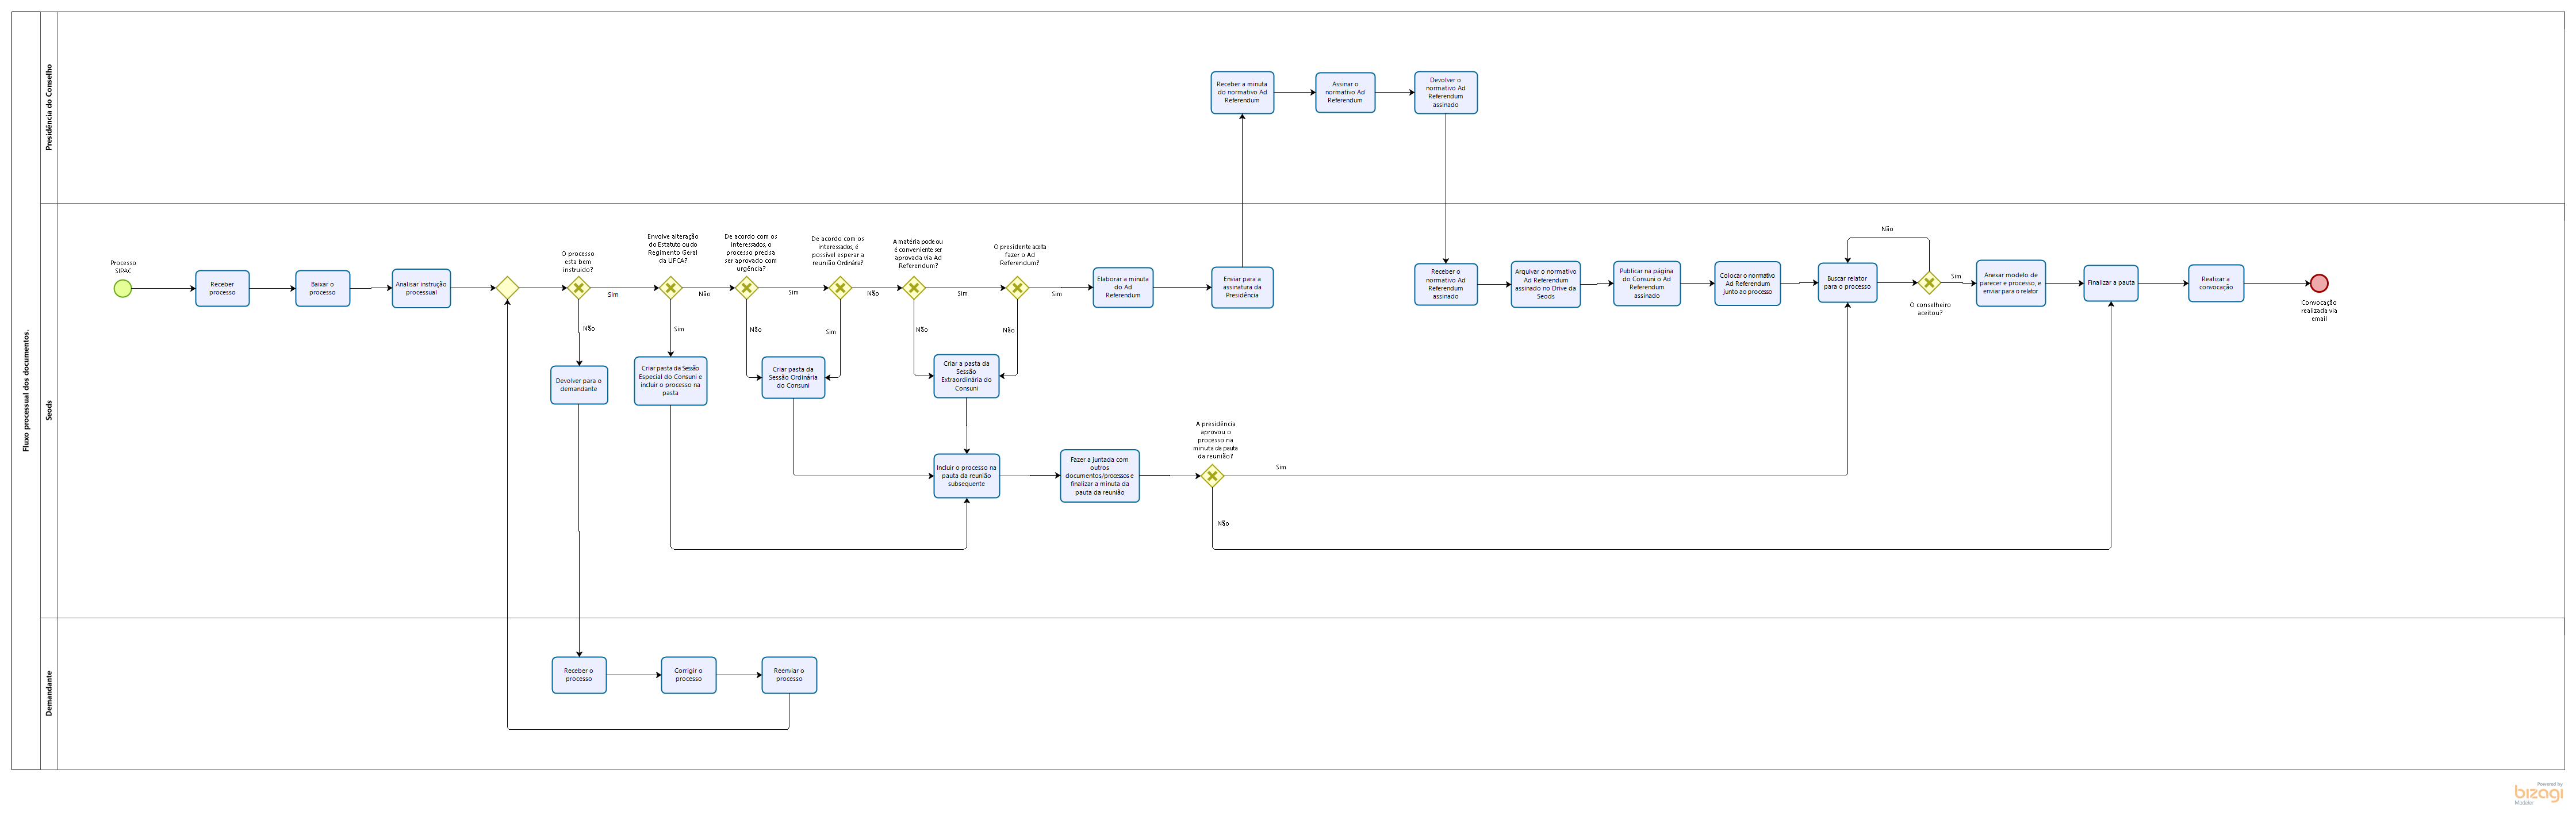 Fluxo processual dos documentos.
Presidência do Conselho
Receber a minuta
do normativo Ad
Referendum
Assinar o
normativo Ad
Referendum
Devolver o
normativo Ad
Referendum
assinado
Seods
Processo
SIPAC
Receber
processo
Baixar o
processo
Analisar instrução
processual
O processo
esta bem
instruido?
Sim
Não
Devolver para o
demandante
Envolve alteração
do Estatuto ou do
Regimento Geral
da UFCA?
Não
Sim
Criar pasta da Sessão
Especial do Consuni e
incluir o processo na
pasta
De acordo com os
interessados, o
processo precisa
ser aprovado com
urgência?
Sim
Não
De acordo com os
interessados, é
possível esperar a
reunião Ordinária?
Não
Sim
Criar pasta da
Sessão Ordinária
do Consuni
A matéria pode ou
é conveniente ser
aprovada via Ad
Referendum?
Sim
Não
O presidente aceita
fazer o Ad
Referendum?
Sim
Não
Criar a pasta da
Sessão
Extraordinária do
Consuni
Elaborar a minuta
do Ad
Referendum
Enviar para a
assinatura da
Presidência
Incluir o processo na
pauta da reunião
subsequente
Fazer a juntada com
outros
documentos/processos e
finalizar a minuta da
pauta da reunião
A presidência
aprovou o
processo na
minuta da pauta
da reunião?
Sim
Não
Receber o
normativo Ad
Referendum
assinado
Arquivar o normativo
Ad Referendum
assinado no Drive da
Seods
Publicar na página
do Consuni o Ad
Referendum
assinado
Colocar o normativo
Ad Referendum
junto ao processo
Buscar relator
para o processo
Não
Sim
O conselheiro
aceitou?
Anexar modelo de
parecer e processo, e
enviar para o relator
Finalizar a pauta
Realizar a
convocação
Convocação
realizada via
email
Demandante
Receber o
processo
Corrigir o
processo
Reenviar o
processo
Powered by
bizagi
Modeler